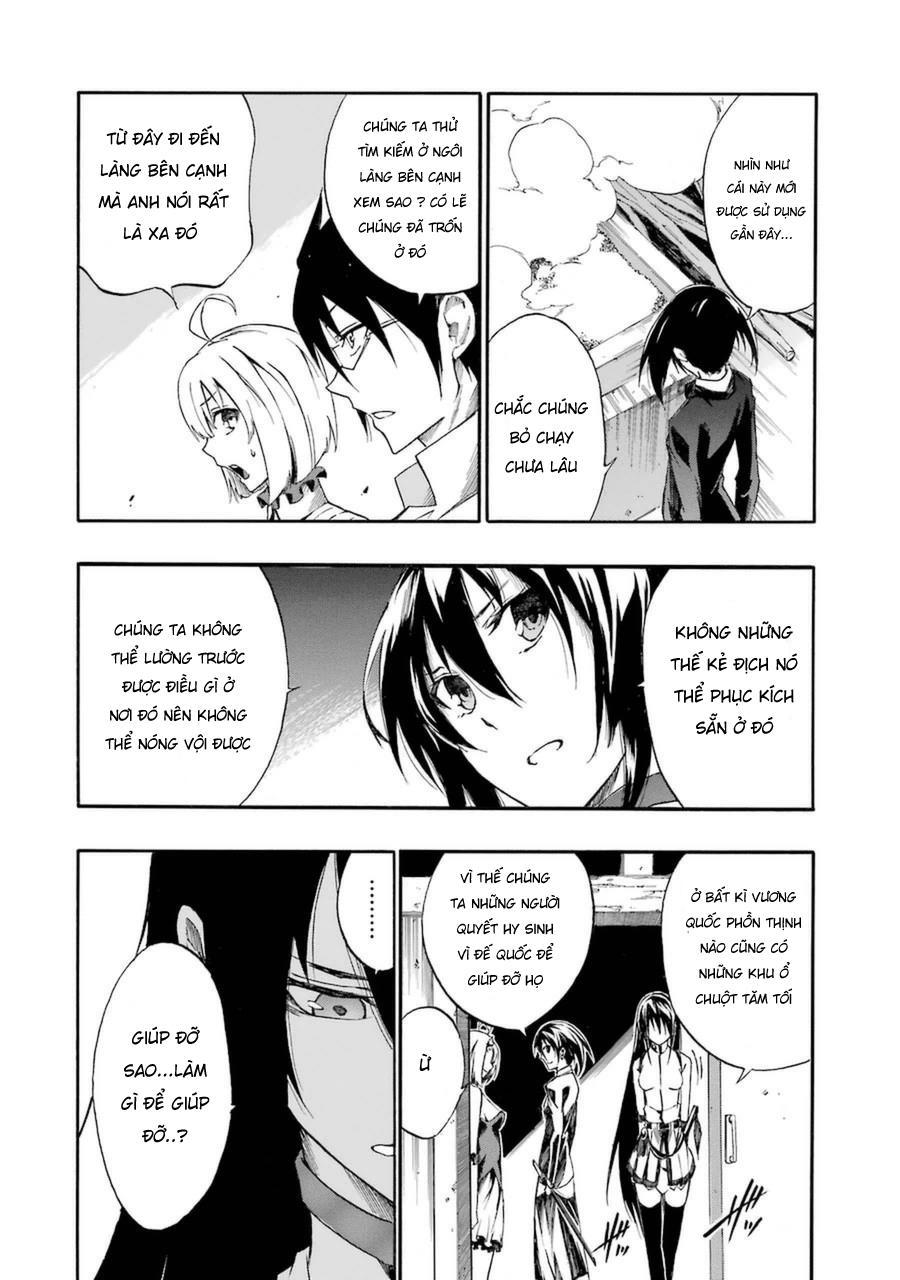 NHÌN NHƯ
CÁI NÀY MỚI
ĐƯỢC SỬ DỤNG
GẦN ĐÂY...
CHẮC CHÚNG
BỎ CHẠY
CHƯA LÂU
CHÚNG TA THỬ
TÌM KIẾM Ở NGÔI
LÀNG BÊN CẠNH
XEM SAO ? CÓ LẼ
CHÚNG ĐÃ TRỐN
Ở ĐÓ
TỪ ĐÂY ĐI ĐẾN
LÀNG BÊN CẠNH
MÀ ANH NÓI RẤT
LÀ XA ĐÓ
KHÔNG NHỮNG
THẾ KẺ ĐỊCH NÓ
THỂ PHỤC KÍCH
SẴN Ở ĐÓ
CHÚNG TA KHÔNG
THỂ LƯỜNG TRƯỚC
ĐƯỢC ĐIỀU GÌ Ở
NƠI ĐÓ NÊN KHÔNG
THỂ NÓNG VỘI ĐƯỢC
Ở BẤT KÌ VƯƠNG
QUỐC PHỒN THỊNH
NÀO CŨNG CÓ
NHỮNG KHU Ổ
CHUỘT TĂM TỐI
VÌ THẾ CHÚNG
TA NHỮNG NGƯỜI
QUYẾT HY SINH
VÌ ĐẾ QUỐC ĐỂ
GIÚP ĐỠ HỌ
Ừ
.........
GIÚP ĐỠ
SAO...LÀM
GÌ ĐỂ GIÚP
ĐỠ..?